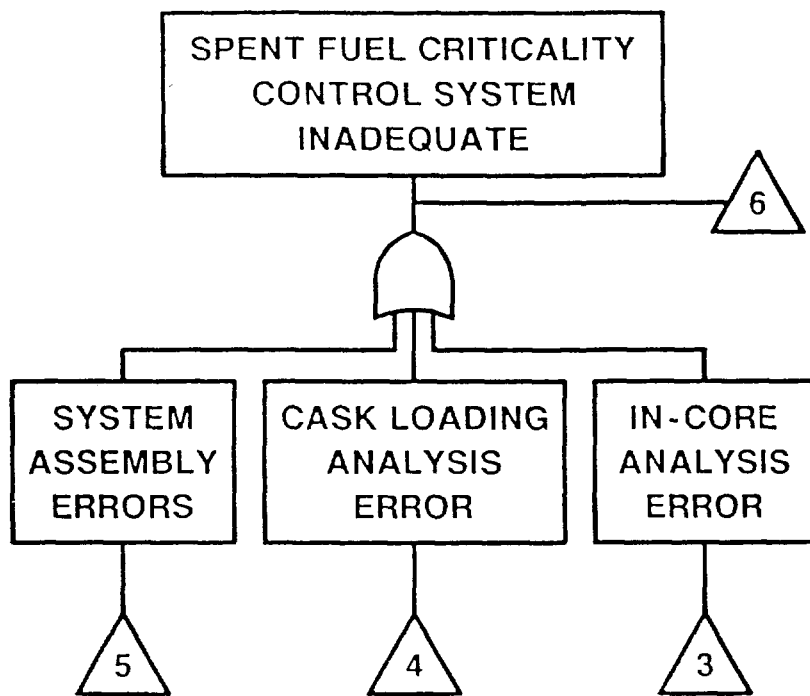 SPENT FUEL CRITICALITY
CONTROL SYSTEM
INADEQUATE
6
SYSTEM
ASSEMBLY
ERRORS
CASK LOADING
ANALYSIS
ERROR
IN-CORE
ANALYSIS
ERROR
5
4
3